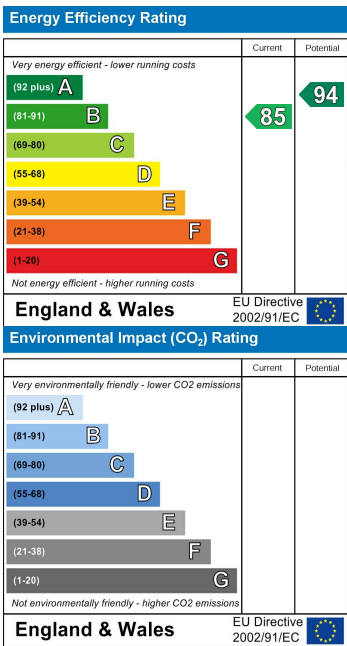 Energy Efficiency Rating
Current Potential
Very energy efficient - lower running costs
(92 plus) A
94
(81-91) B
85
(69-80) C
(55-68) D
(39-54) E
(21-38) F
(1-20) G
Not energy efficient - higher running costs
England & Wales
EU Directive
2002/91/EC
Environmental Impact (CO₂) Rating
Current Potential
Very environmentally friendly - lower CO2 emissions
(92 plus) A
(81-91) B
(69-80) C
(55-68) D
(39-54) E
(21-38) F
(1-20) G
Not environmentally friendly - higher CO2 emissions
England & Wales
EU Directive
2002/91/EC